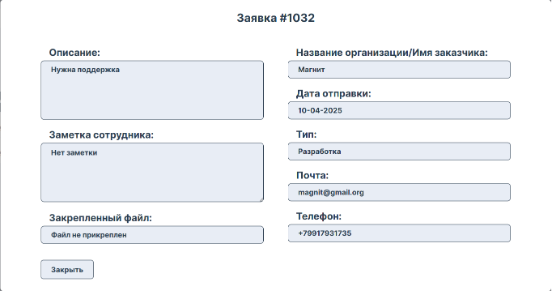 Заявка #1032
Описание:
Нужна поддержка
Заметка сотрудника:
Нет заметки
Закрепленный файл:
Файл не прикреплен
Закрыть
Название организации/Имя заказчика:
Магнит
Дата отправки:
10-04-2025
Тип:
Разработка
Почта:
magnit@gmail.org
Телефон:
+79917931735